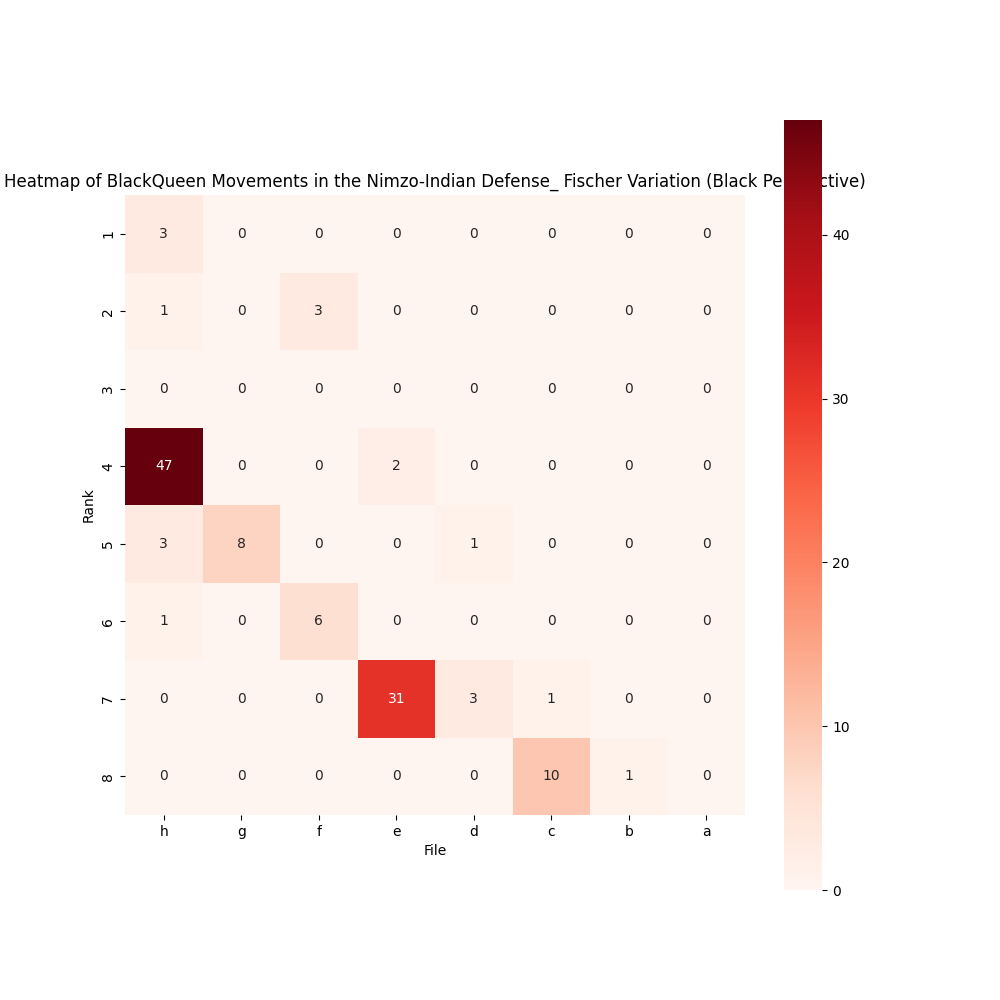 Heatmap of BlackQueen Movements in the Nimzo-Indian Defense_ Fischer Variation (Black Pe ctive)
1 3 0 0 0 0 0 0 0
2 1 0 3 0 0 0 0 0
3 0 0 0 0 0 0 0 0
4 47 0 0 2 0 0 0 0
5 3 8 0 0 1 0 0 0
6 1 0 6 0 0 0 0 0
7 0 0 0 31 3 1 0 0
8 0 0 0 0 0 10 1 0
h g f e d c b a
File
Rank
40
30
20
10
0